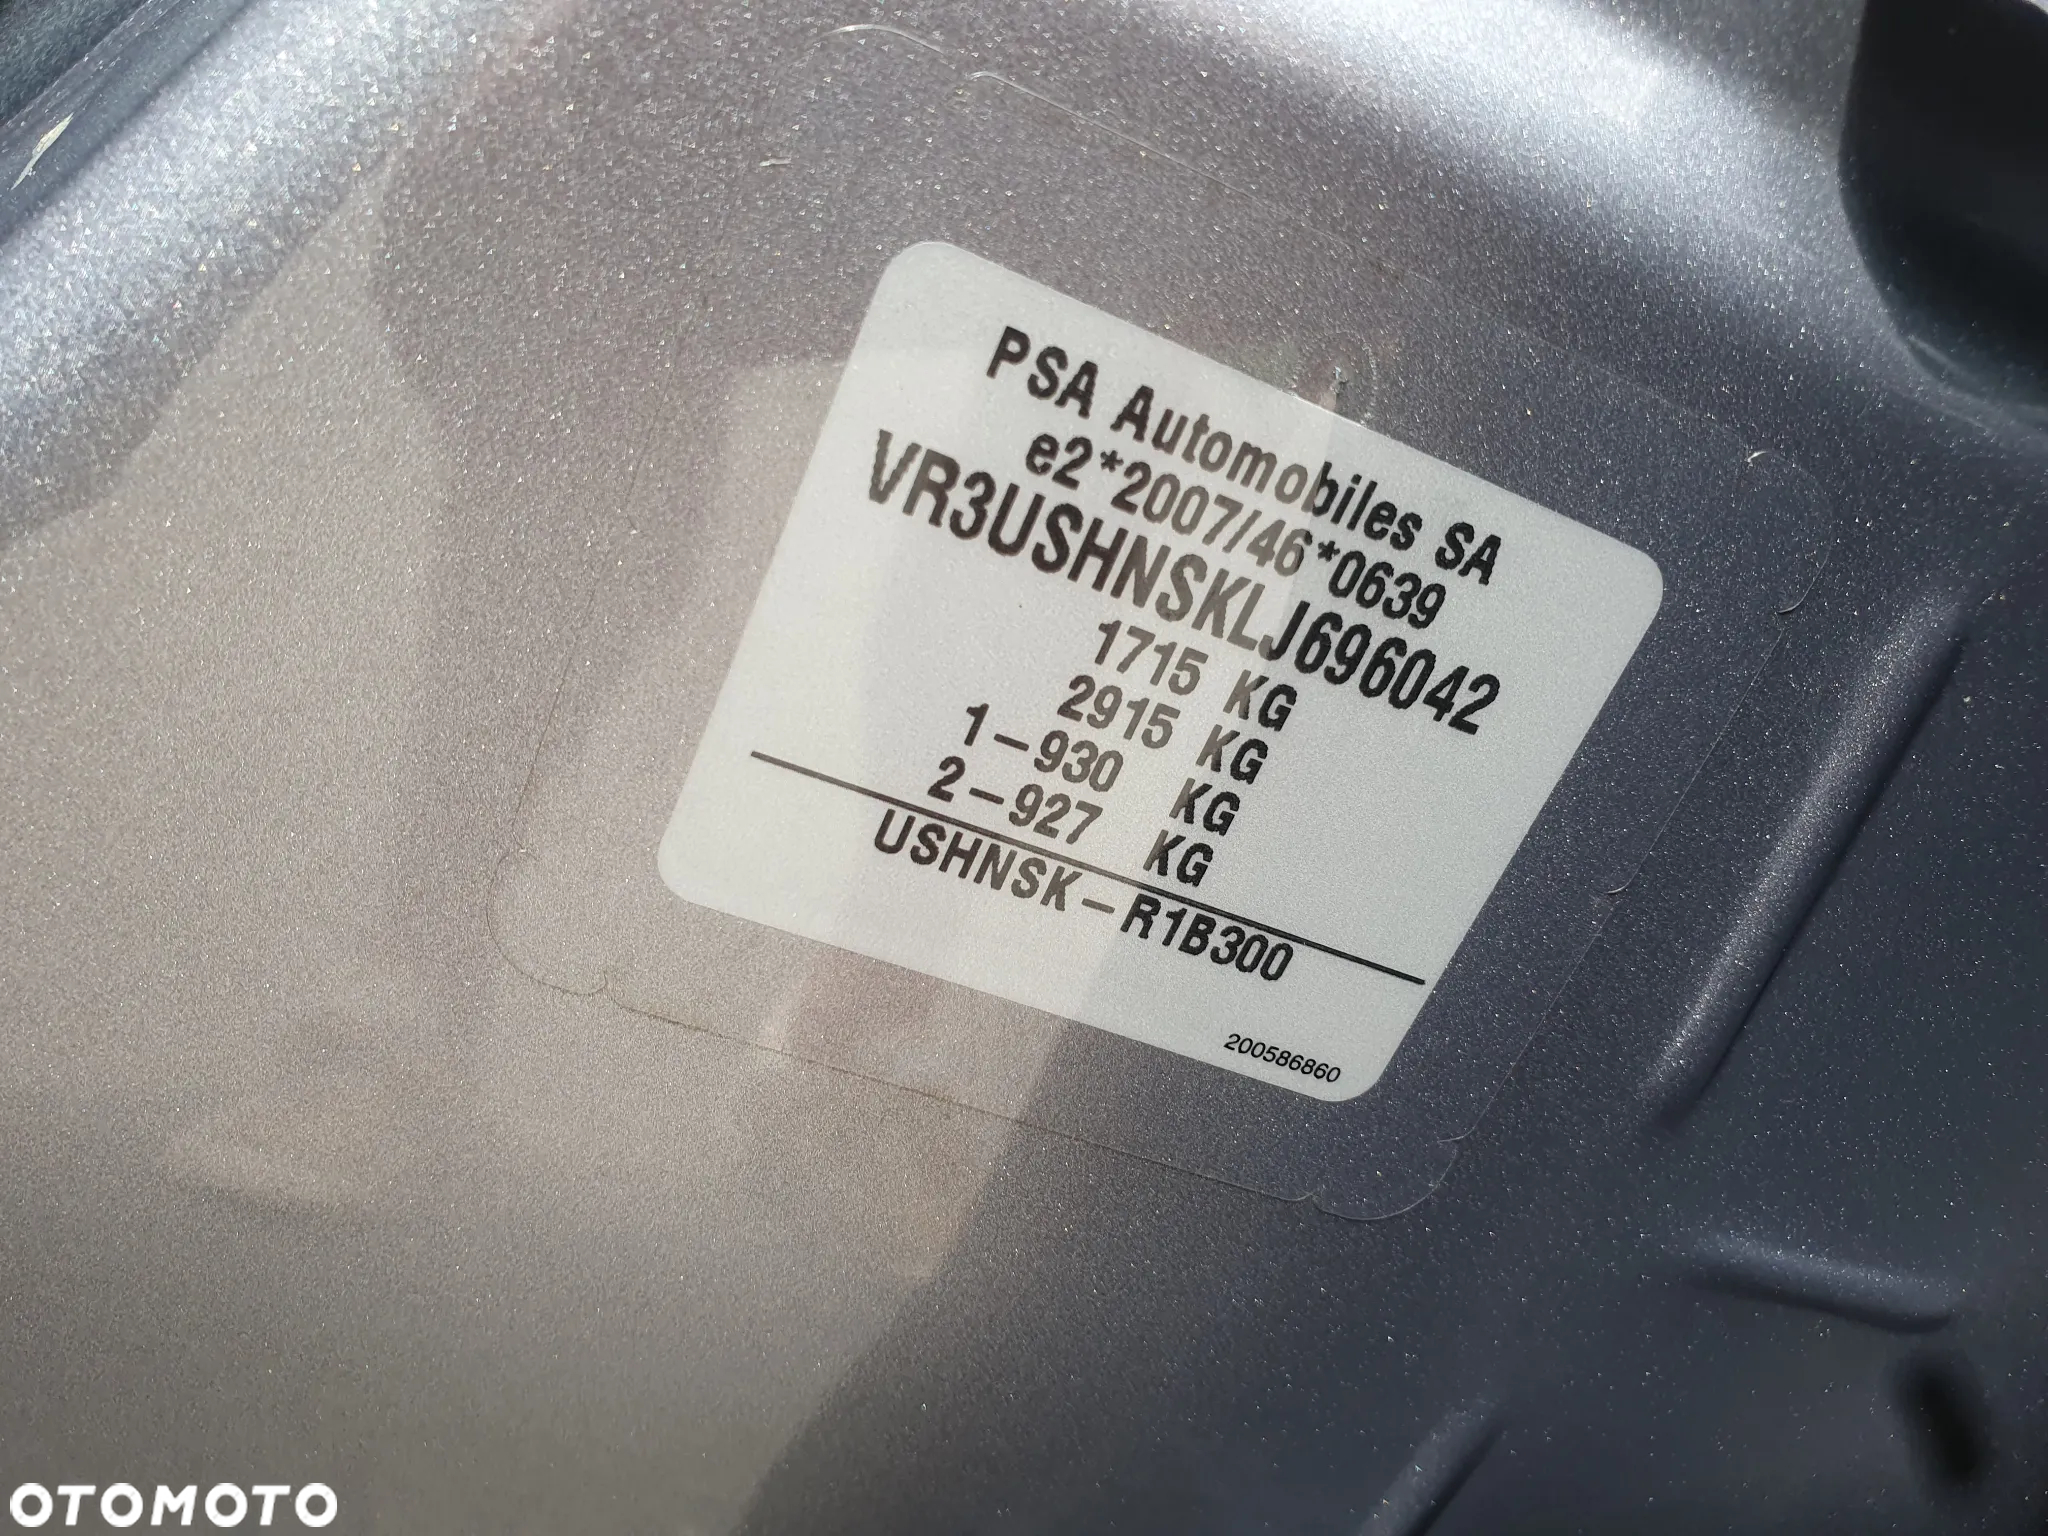 PSA Automobiles SA
e2*2007/46*0639
VR3USHNSKLJ696042
1715 KG
2915 KG
1-930 KG
2-927 KG
USHNSK-R1B300
200586860
OTOMOTO